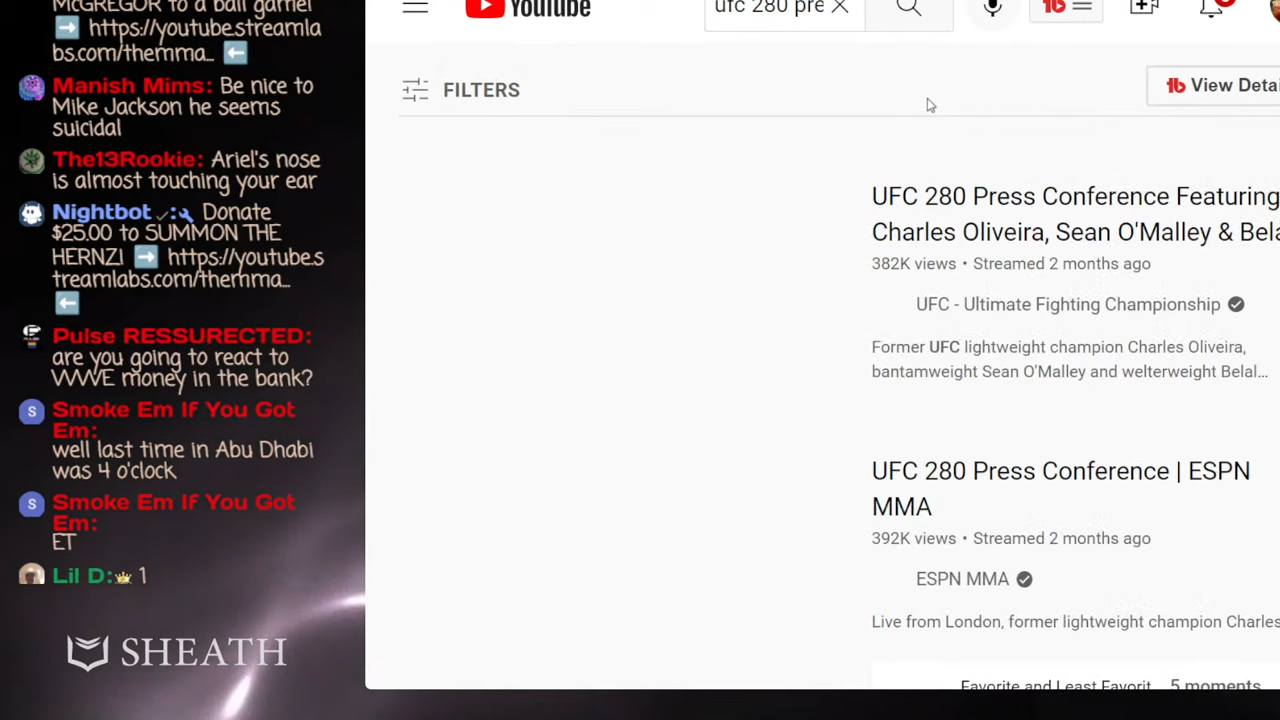 McGREGOR to a ball game!
➡️ https://youtube.streamla
bs.com/themma... ⬅️
Manish Mims: Be nice to
Mike Jackson he seems
suicidal
The13Rookie: Ariel's nose
is almost touching your ear
Nightbot ✓: Donate
$25.00 to SUMMON THE
HERNZ! ➡️ https://youtube.s
treamlabs.com/themma...
⬅️
Pulse RESSURECTED:
are you going to react to
WWE money in the bank?
Smoke Em If You Got
Em:
well last time in Abu Dhabi
was 4 o'clock
Smoke Em If You Got
Em:
ET
Lil D: 1
SHEATH
YouTube
ufc 280 pre
FILTERS
View Detai
UFC 280 Press Conference Featuring
Charles Oliveira, Sean O'Malley & Bela
382K views • Streamed 2 months ago
UFC - Ultimate Fighting Championship
Former UFC lightweight champion Charles Oliveira,
bantamweight Sean O'Malley and welterweight Belal...
UFC 280 Press Conference | ESPN
MMA
392K views • Streamed 2 months ago
ESPN MMA
Live from London, former lightweight champion Charles
Favorite and Least Favorit 5 moments